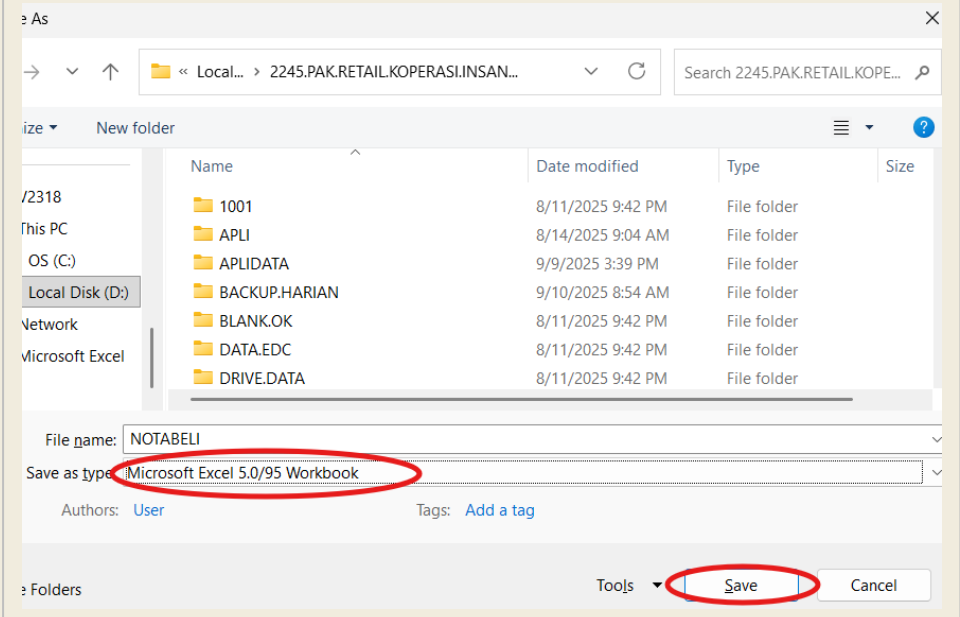 e As
« Local... > 2245.PAK.RETAIL.KOPERASI.INSAN...
Search 2245.PAK.RETAIL.KOPE...
ize
New folder
?
Name
Date modified
Type
Size
V2318
This PC
OS (C:)
Local Disk (D:)
Network
Microsoft Excel
1001 8/11/2025 9:42 PM File folder
APLI 8/14/2025 9:04 AM File folder
APLIDATA 9/9/2025 3:39 PM File folder
BACKUP.HARIAN 9/10/2025 8:54 AM File folder
BLANK.OK 8/11/2025 9:42 PM File folder
DATA.EDC 8/11/2025 9:42 PM File folder
DRIVE.DATA 8/11/2025 9:42 PM File folder
File name: NOTABELI
Save as type: Microsoft Excel 5.0/95 Workbook
Authors: User
Tags: Add a tag
e Folders
Tools
Save
Cancel